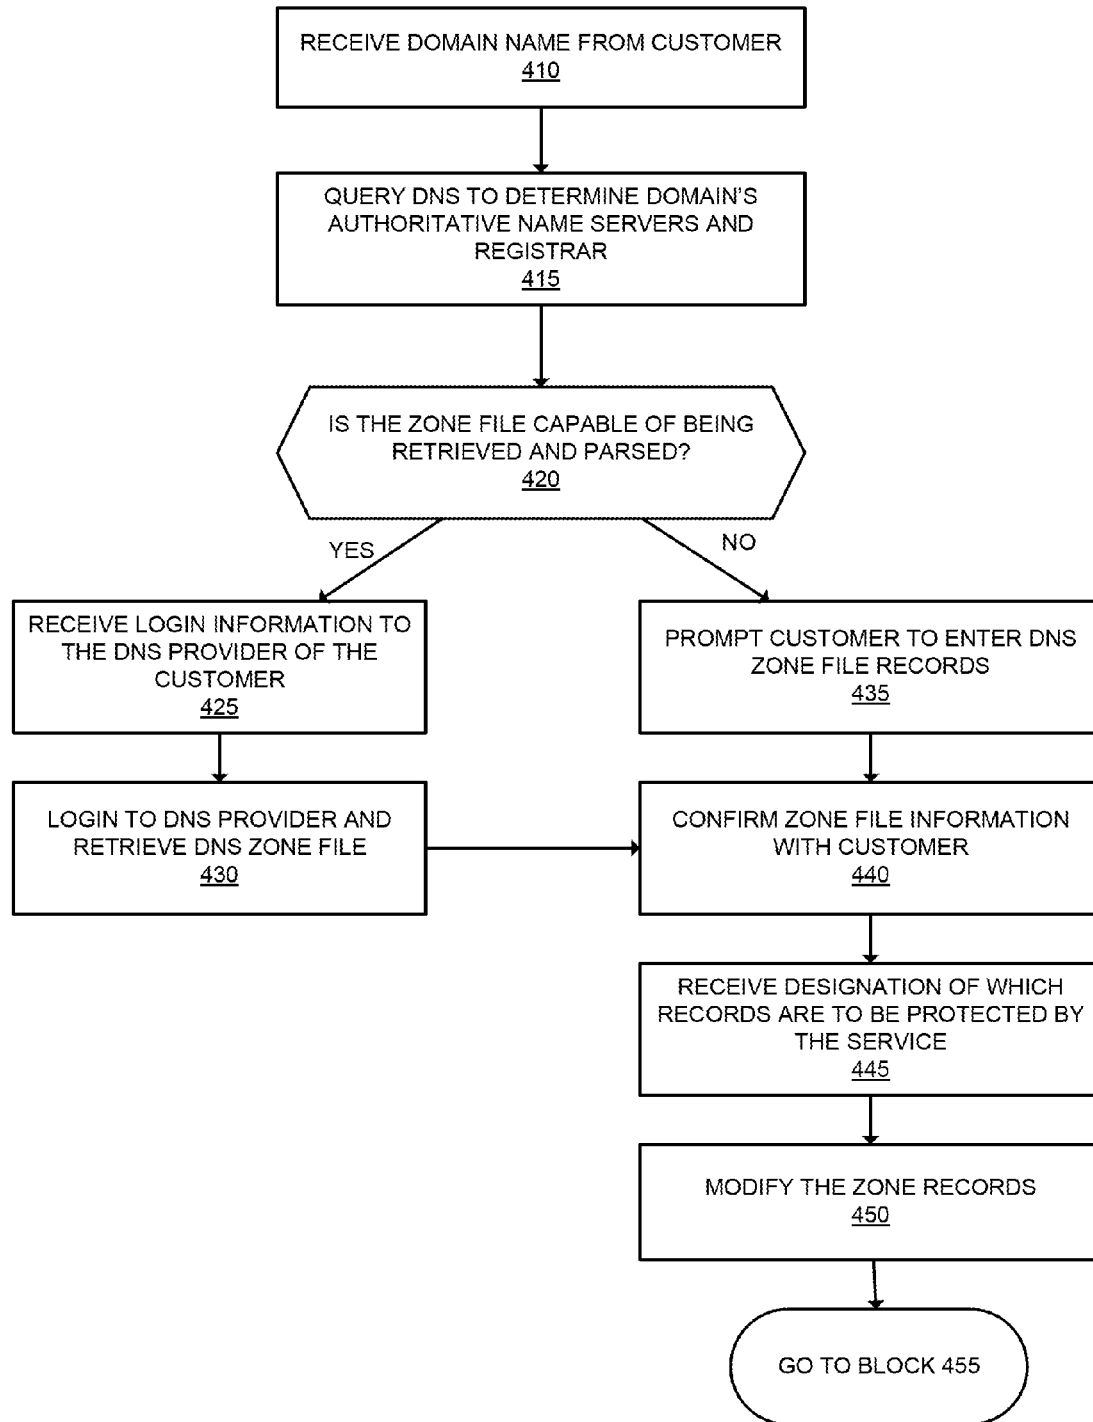 RECEIVE DOMAIN NAME FROM CUSTOMER
410
QUERY DNS TO DETERMINE DOMAIN'S
AUTHORITATIVE NAME SERVERS AND
REGISTRAR
415
IS THE ZONE FILE CAPABLE OF BEING
RETRIEVED AND PARSED?
420
YES
NO
RECEIVE LOGIN INFORMATION TO
THE DNS PROVIDER OF THE
CUSTOMER
425
PROMPT CUSTOMER TO ENTER DNS
ZONE FILE RECORDS
435
LOGIN TO DNS PROVIDER AND
RETRIEVE DNS ZONE FILE
430
CONFIRM ZONE FILE INFORMATION
WITH CUSTOMER
440
RECEIVE DESIGNATION OF WHICH
RECORDS ARE TO BE PROTECTED BY
THE SERVICE
445
MODIFY THE ZONE RECORDS
450
GO TO BLOCK 455